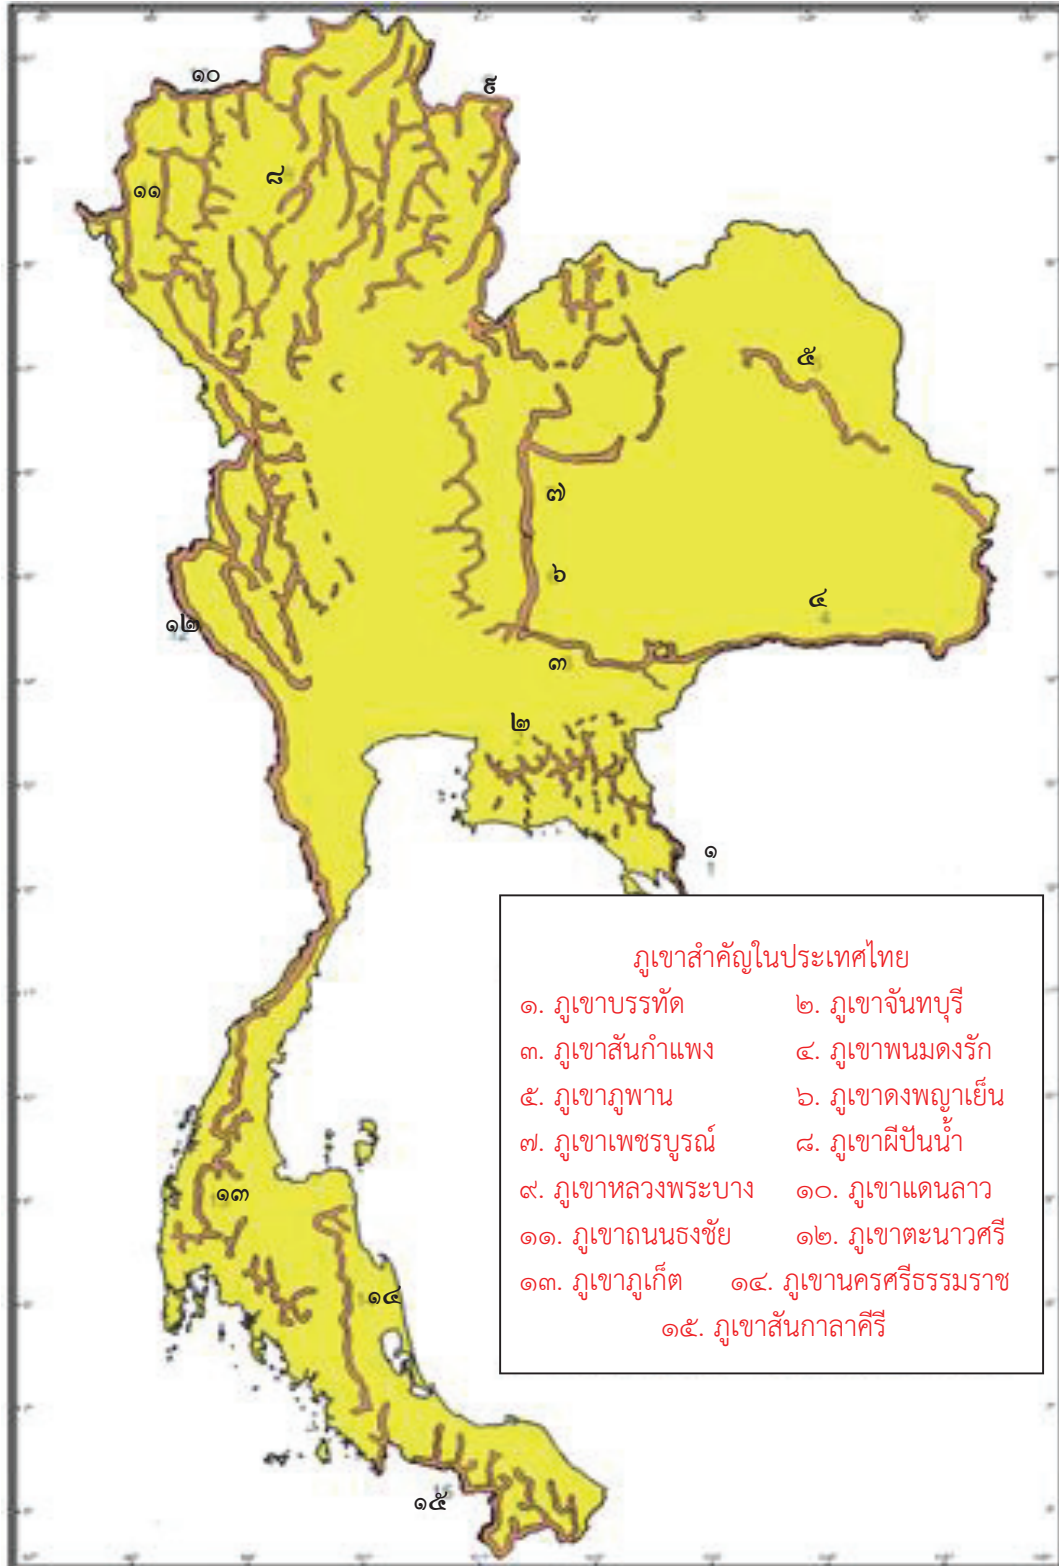 ๑๐
๙
๘
๑๑
๕
๗
๖
๔
๑๒
๓
๒
๑
ภูเขาสำคัญในประเทศไทย
๑. ภูเขาบรรทัด ๒. ภูเขาจันทบุรี
๓. ภูเขาสันกำแพง ๔. ภูเขาพนมดงรัก
๕. ภูเขาภูพาน ๖. ภูเขาดงพญาเย็น
๗. ภูเขาเพชรบูรณ์ ๘. ภูเขาผีปันน้ำ
๙. ภูเขาหลวงพระบาง ๑๐. ภูเขาแดนลาว
๑๑. ภูเขาถนนธงชัย ๑๒. ภูเขาตะนาวศรี
๑๓. ภูเขาภูเก็ต ๑๔. ภูเขานครศรีธรรมราช
๑๕. ภูเขาสันกาลาคีรี
๑๓
๑๔
๑๕